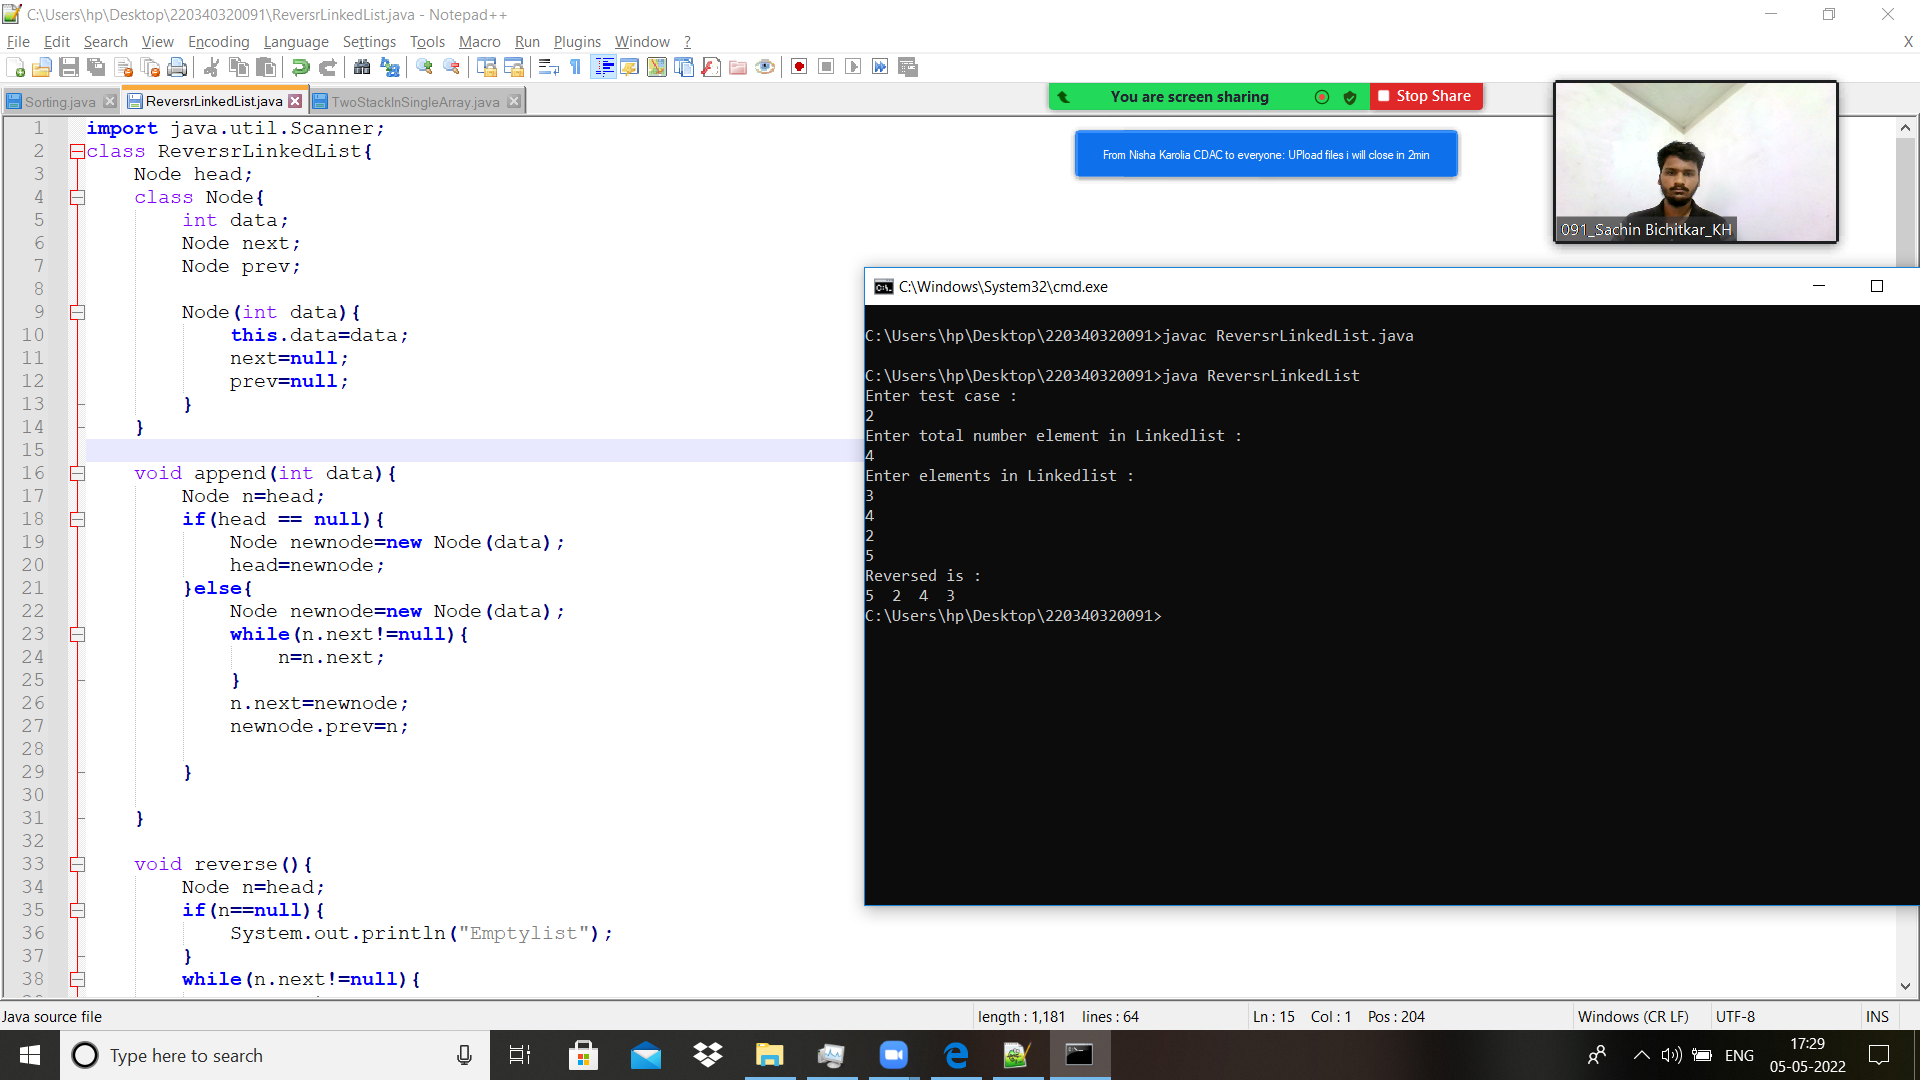 C:\Users\hp\Desktop\220340320091\ReversrLinkedList.java - Notepad++
File Edit Search View Encoding Language Settings Tools Macro Run Plugins Window ? X
Sorting.java ReversrLinkedList.java TwoStackInSingleArray.java
You are screen sharing Stop Share
From Nisha Karolia CDAC to everyone: UPload files i will close in 2min
091_Sachin Bichitkar_KH
1 import java.util.Scanner;
2 class ReversrLinkedList{
3 Node head;
4 class Node{
5 int data;
6 Node next;
7 Node prev;
8
9 Node(int data){
10 this.data=data;
11 next=null;
12 prev=null;
13 }
14 }
15
16 void append(int data){
17 Node n=head;
18 if(head == null){
19 Node newnode=new Node(data);
20 head=newnode;
21 }else{
22 Node newnode=new Node(data);
23 while(n.next!=null){
24 n=n.next;
25 }
26 n.next=newnode;
27 newnode.prev=n;
28
29 }
30
31 }
32
33 void reverse(){
34 Node n=head;
35 if(n==null){
36 System.out.println("Emptylist");
37 }
38 while(n.next!=null){
C:\Windows\System32\cmd.exe
C:\Users\hp\Desktop\220340320091>javac ReversrLinkedList.java
C:\Users\hp\Desktop\220340320091>java ReversrLinkedList
Enter test case :
2
Enter total number element in Linkedlist :
4
Enter elements in Linkedlist :
3
4
2
5
Reversed is :
5 2 4 3
C:\Users\hp\Desktop\220340320091>
Java source file length : 1,181 lines : 64 Ln : 15 Col : 1 Pos : 204 Windows (CR LF) UTF-8 INS
Type here to search
ENG
17:29
05-05-2022